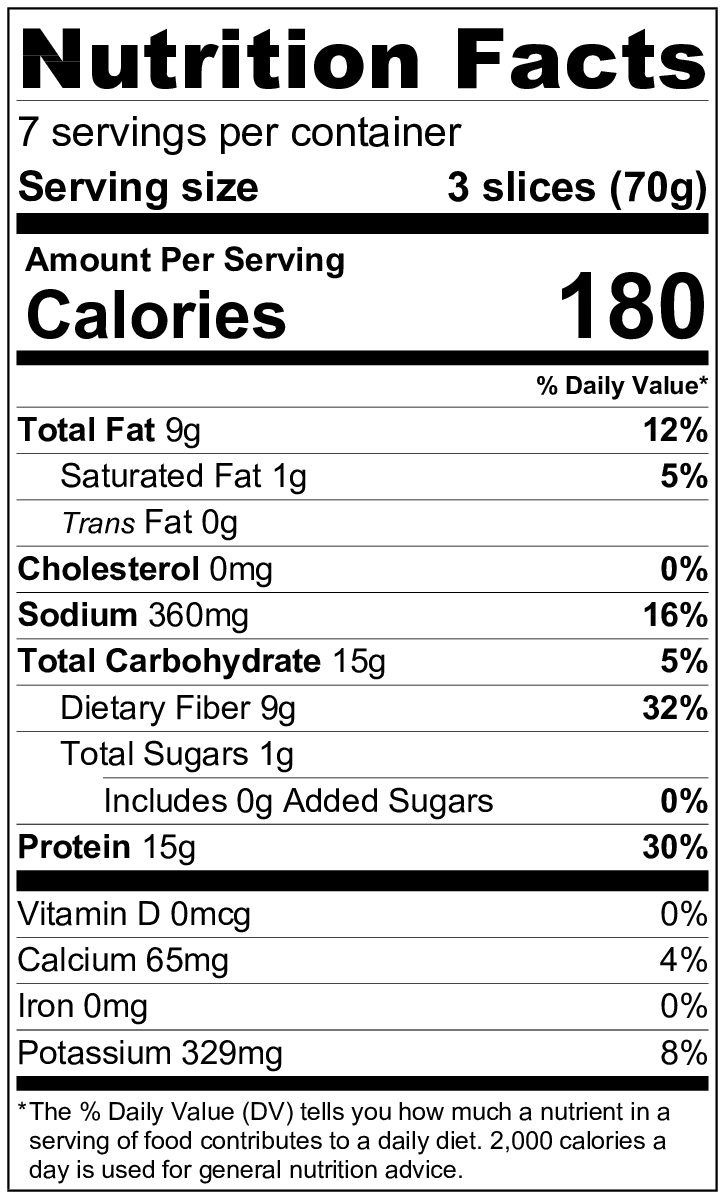 Nutrition Facts
7 servings per container
Serving size 3 slices (70g)
Amount Per Serving
Calories 180
% Daily Value*
Total Fat 9g 12%
Saturated Fat 1g 5%
Trans Fat 0g
Cholesterol 0mg 0%
Sodium 360mg 16%
Total Carbohydrate 15g 5%
Dietary Fiber 9g 32%
Total Sugars 1g
Includes 0g Added Sugars 0%
Protein 15g 30%
Vitamin D 0mcg 0%
Calcium 65mg 4%
Iron 0mg 0%
Potassium 329mg 8%
*The % Daily Value (DV) tells you how much a nutrient in a
serving of food contributes to a daily diet. 2,000 calories a
day is used for general nutrition advice.